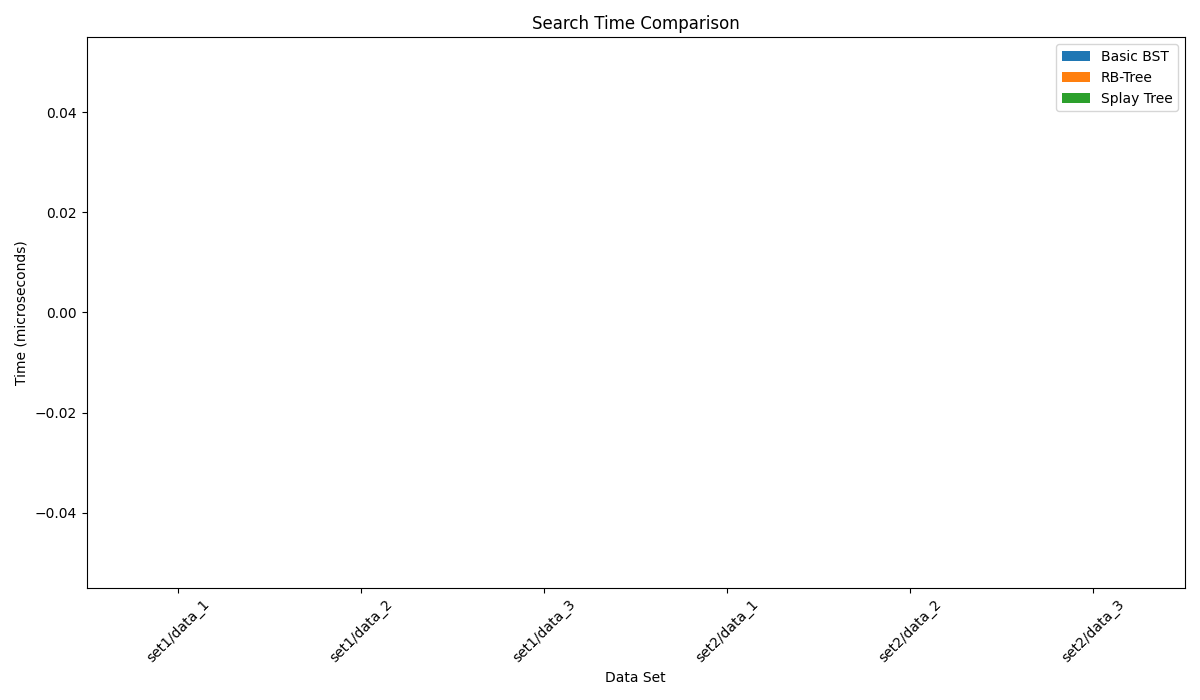 Search Time Comparison
Basic BST
RB-Tree
Splay Tree
0.04
0.02
0.00
−0.02
−0.04
Time (microseconds)
set1/data_1
set1/data_2
set1/data_3
set2/data_1
set2/data_2
set2/data_3
Data Set